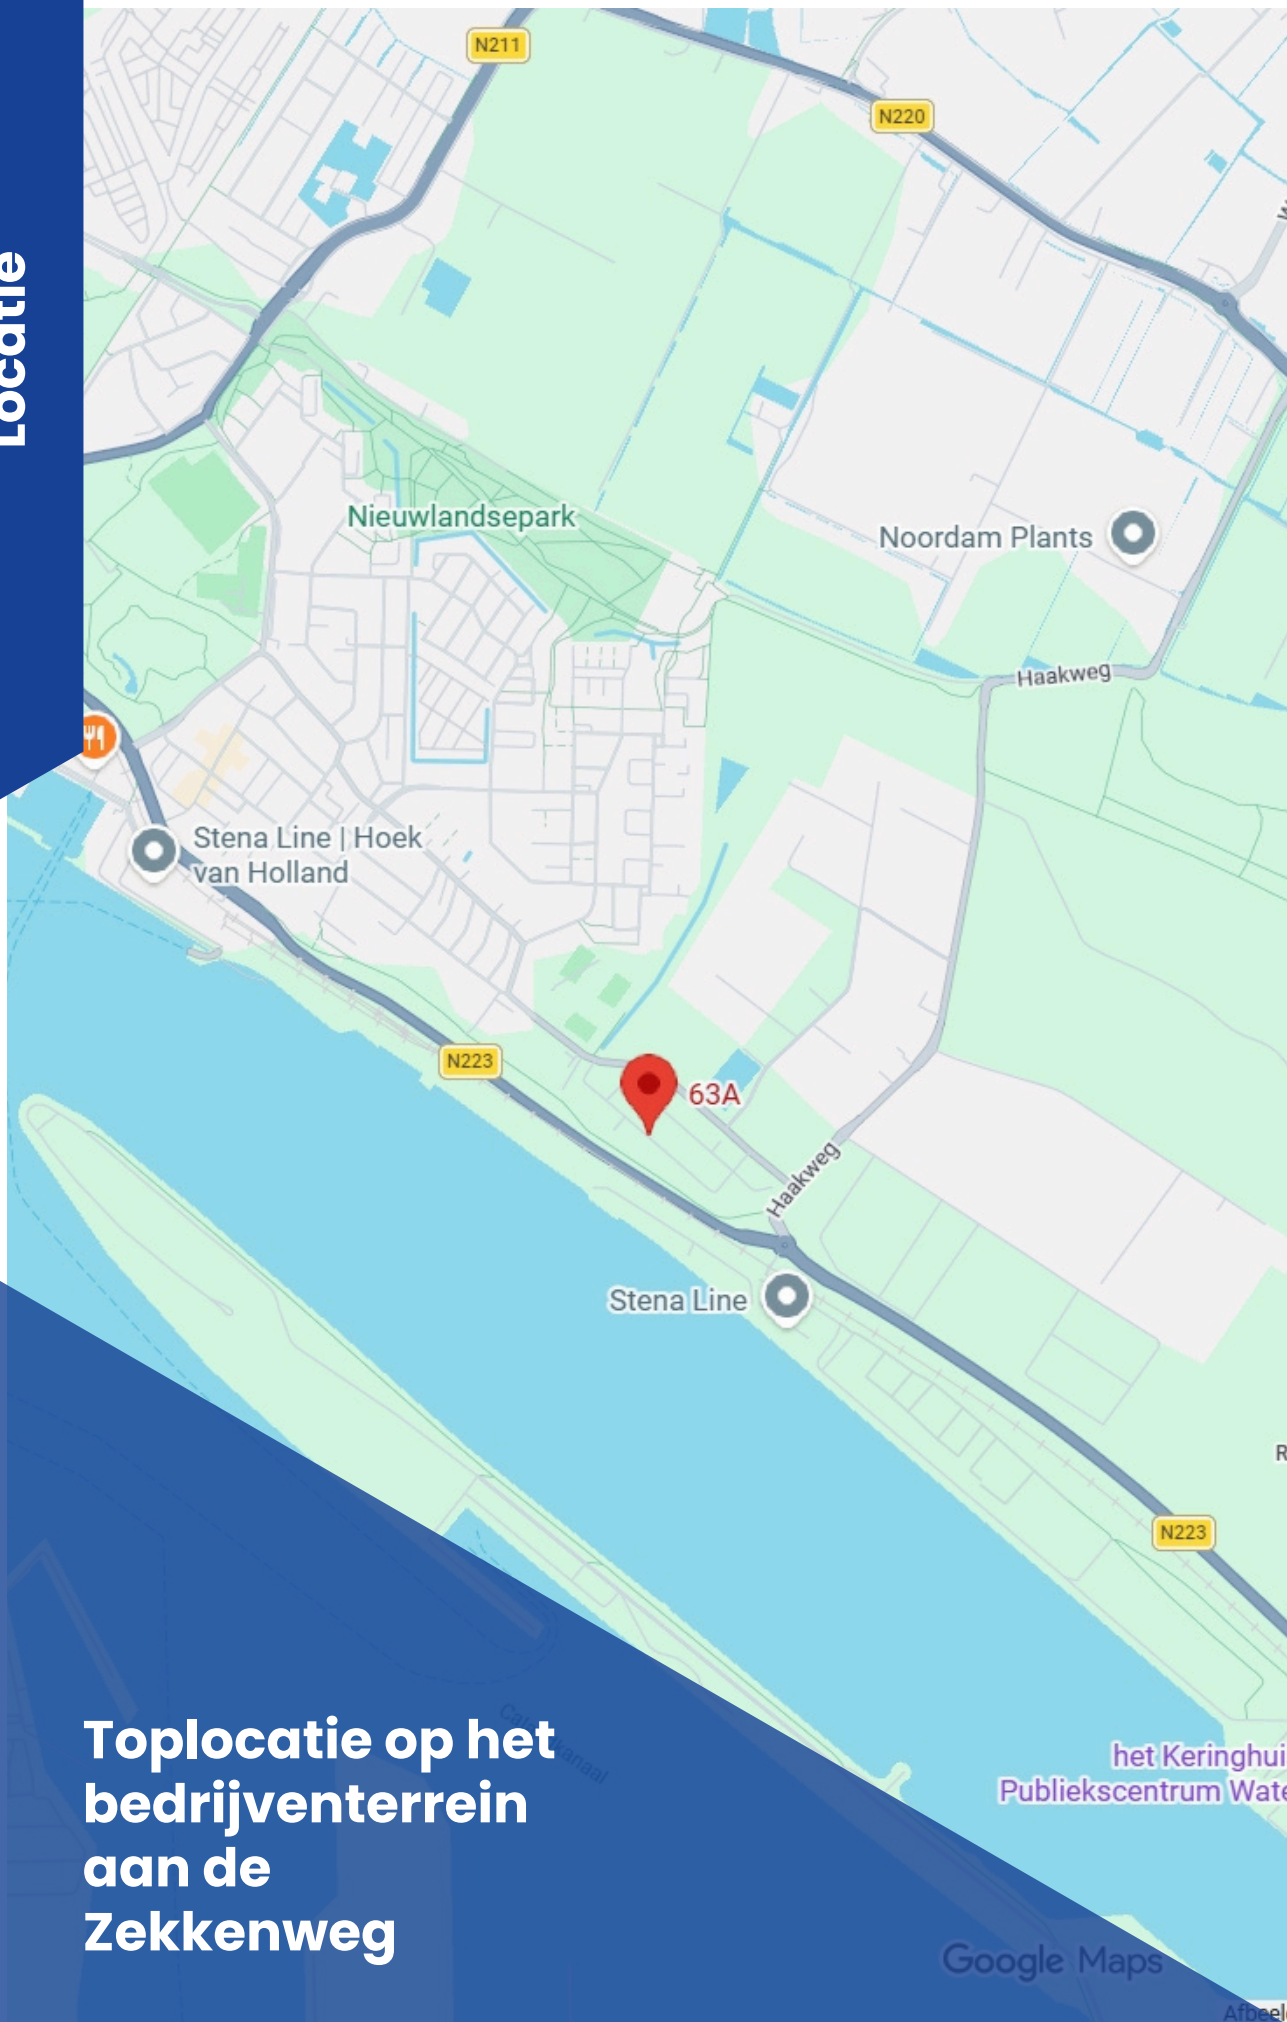 Locatie
N211
N220
Nieuwlandsepark
Noordam Plants
Haakweg
Stena Line | Hoek
van Holland
N223
63A
Haakweg
Stena Line
N223
het Keringhui
Publiekscentrum Wate
Toplocatie op het
bedrijventerrein
aan de
Zekkenweg
Google Maps